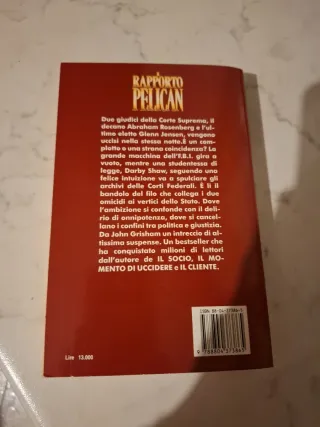 IL
RAPPORTO
PELICAN
Due giudici della Corte Suprema, il
decano Abraham Rosenberg e l'ul-
timo eletto Glenn Jensen, vengono
uccisi nella stessa notte. È un com-
plotto o una strana coincidenza? La
grande macchina dell'F.B.I. gira a
vuoto, mentre una studentessa di
legge, Darby Shaw, seguendo una
felice intuizione va a spulciare gli
archivi delle Corti Federali. È lì il
bandolo del filo che collega i due
omicidi ai vertici dello Stato. Dove
l'ambizione si confonde con il de-
lirio di onnipotenza, dove si cancel-
lano i confini tra politica e giustizia.
Da John Grisham un intreccio di al-
tissima suspense. Un bestseller che
ha conquistato milioni di lettori
dall'autore de IL SOCIO, IL MO-
MENTO DI UCCIDERE e IL CLIENTE.
Lire 13.000